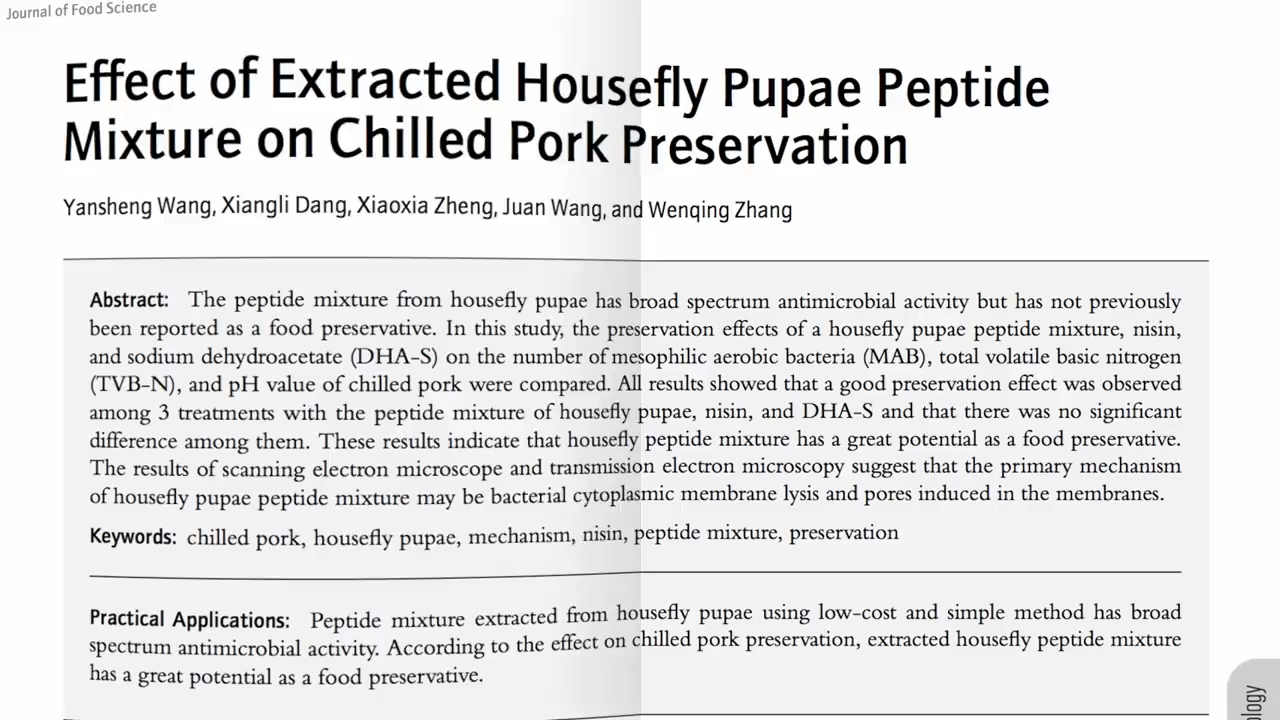 Journal of Food Science
Effect of Extracted Housefly Pupae Peptide
Mixture on Chilled Pork Preservation
Yansheng Wang, Xiangli Dang, Xiaoxia Zheng, Juan Wang, and Wenqing Zhang
Abstract: The peptide mixture from housefly pupae has broad spectrum antimicrobial activity but has not previously
been reported as a food preservative. In this study, the preservation effects of a housefly pupae peptide mixture, nisin,
and sodium dehydroacetate (DHA-S) on the number of mesophilic aerobic bacteria (MAB), total volatile basic nitrogen
(TVB-N), and pH value of chilled pork were compared. All results showed that a good preservation effect was observed
among 3 treatments with the peptide mixture of housefly pupae, nisin, and DHA-S and that there was no significant
difference among them. These results indicate that housefly peptide mixture has a great potential as a food preservative.
The results of scanning electron microscope and transmission electron microscopy suggest that the primary mechanism
of housefly pupae peptide mixture may be bacterial cytoplasmic membrane lysis and pores induced in the membranes.
Keywords: chilled pork, housefly pupae, mechanism, nisin, peptide mixture, preservation
Practical Applications: Peptide mixture extracted from housefly pupae using low-cost and simple method has broad
spectrum antimicrobial activity. According to the effect on chilled pork preservation, extracted housefly peptide mixture
has a great potential as a food preservative.